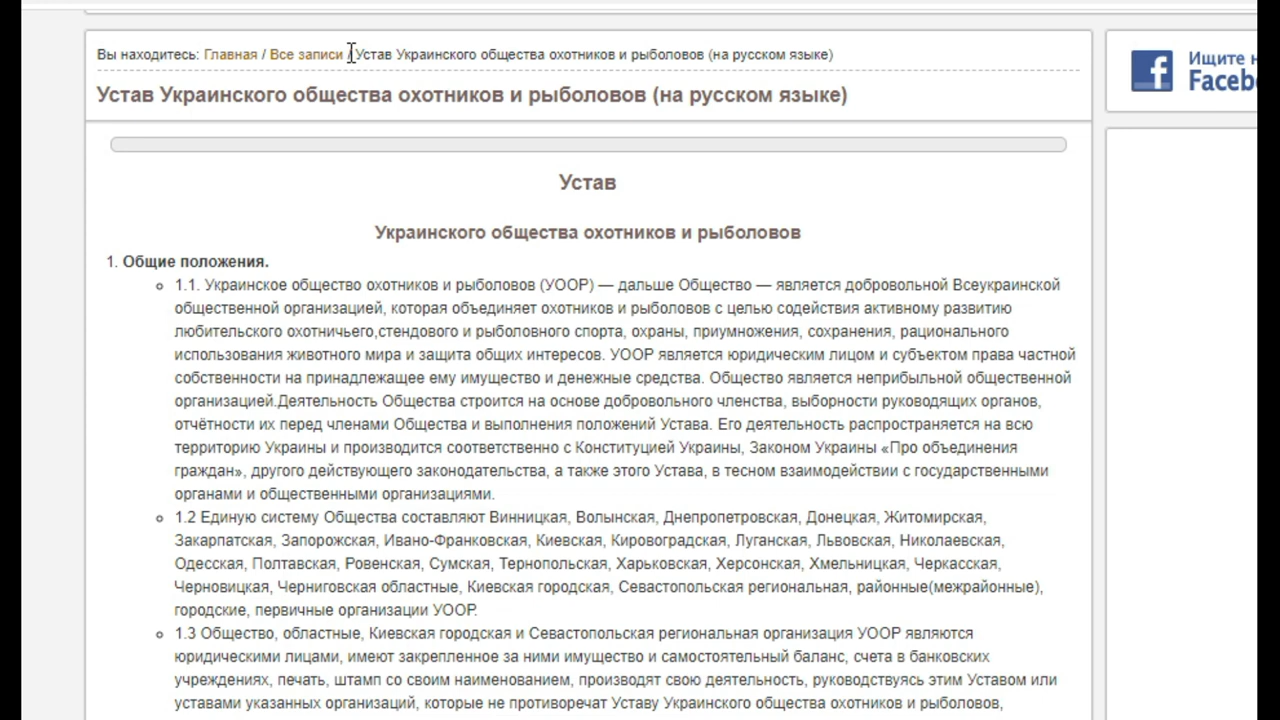 Вы находитесь: Главная / Все записи / Устав Украинского общества охотников и рыболовов (на русском языке)
Устав Украинского общества охотников и рыболовов (на русском языке)
Ищите н
Faceb
Устав
Украинского общества охотников и рыболовов
1. Общие положения.
1.1. Украинское общество охотников и рыболовов (УООР) — дальше Общество — является добровольной Всеукраинской
общественной организацией, которая объединяет охотников и рыболовов с целью содействия активному развитию
любительского охотничьего,стендового и рыболовного спорта, охраны, приумножения, сохранения, рационального
использования животного мира и защита общих интересов. УООР является юридическим лицом и субъектом права частной
собственности на принадлежащее ему имущество и денежные средства. Общество является неприбыльной общественной
организацией.Деятельность Общества строится на основе добровольного членства, выборности руководящих органов,
отчётности их перед членами Общества и выполнения положений Устава. Его деятельность распространяется на всю
территорию Украины и производится соответственно с Конституцией Украины, Законом Украины «Про объединения
граждан», другого действующего законодательства, а также этого Устава, в тесном взаимодействии с государственными
органами и общественными организациями.
1.2 Единую систему Общества составляют Винницкая, Волынская, Днепропетровская, Донецкая, Житомирская,
Закарпатская, Запорожская, Ивано-Франковская, Киевская, Кировоградская, Луганская, Львовская, Николаевская,
Одесская, Полтавская, Ровенская, Сумская, Тернопольская, Харьковская, Херсонская, Хмельницкая, Черкасская,
Черновицкая, Черниговская областные, Киевская городская, Севастопольская региональная, районные(межрайонные),
городские, первичные организации УООР.
1.3 Общество, областные, Киевская городская и Севастопольская региональная организация УООР являются
юридическими лицами, имеют закрепленное за ними имущество и самостоятельный баланс, счета в банковских
учреждениях, печать, штамп со своим наименованием, производят свою деятельность, руководствуясь этим Уставом или
уставами указанных организаций, которые не противоречат Уставу Украинского общества охотников и рыболовов,